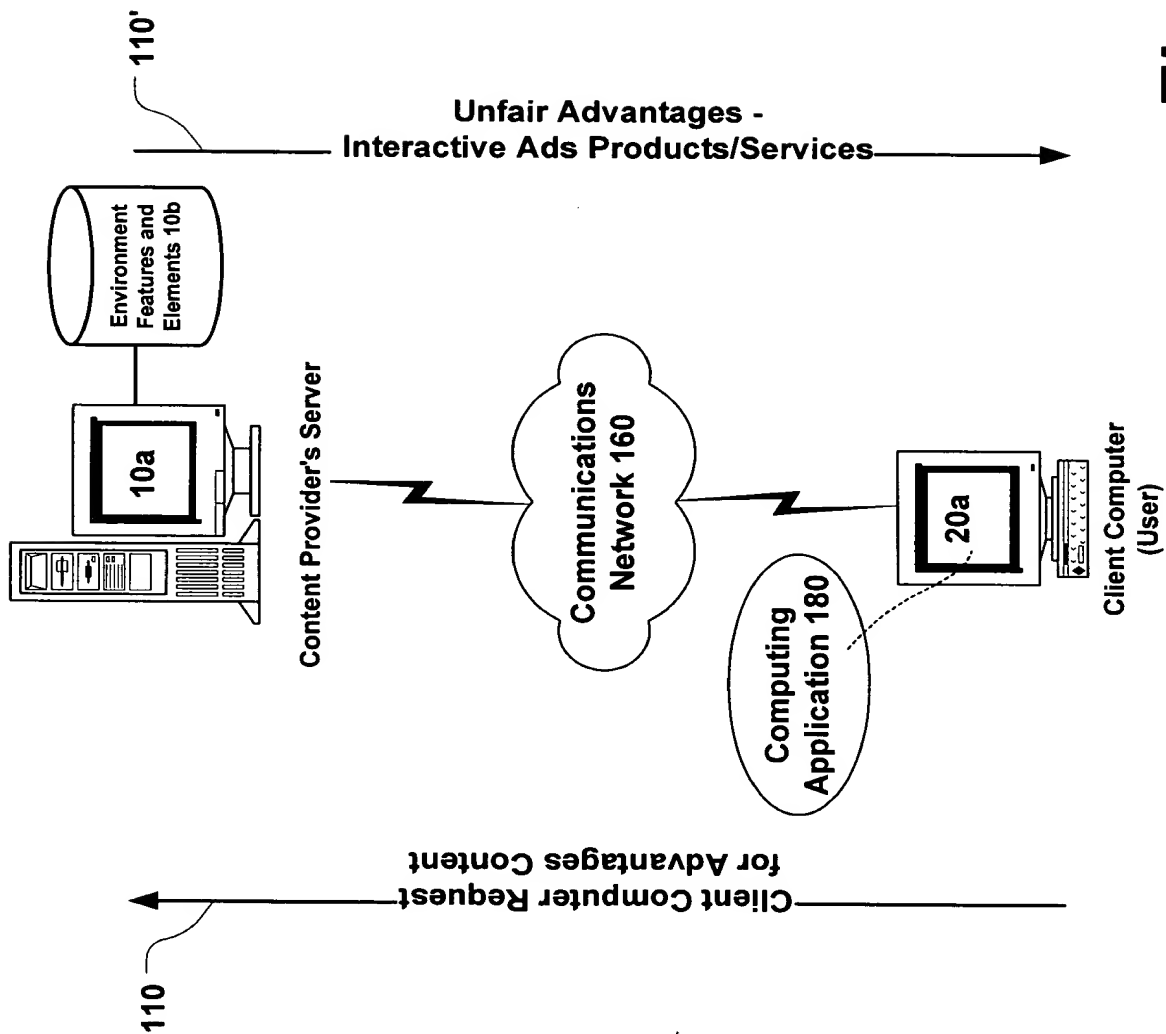 110'
Unfair Advantages -
Interactive Ads Products/Services
Environment
Features and
Elements 10b
10a
Content Provider's Server
Communications
Network 160
Computing
Application 180
20a
Client Computer
(User)
Client Computer Request
for Advantages Content
110